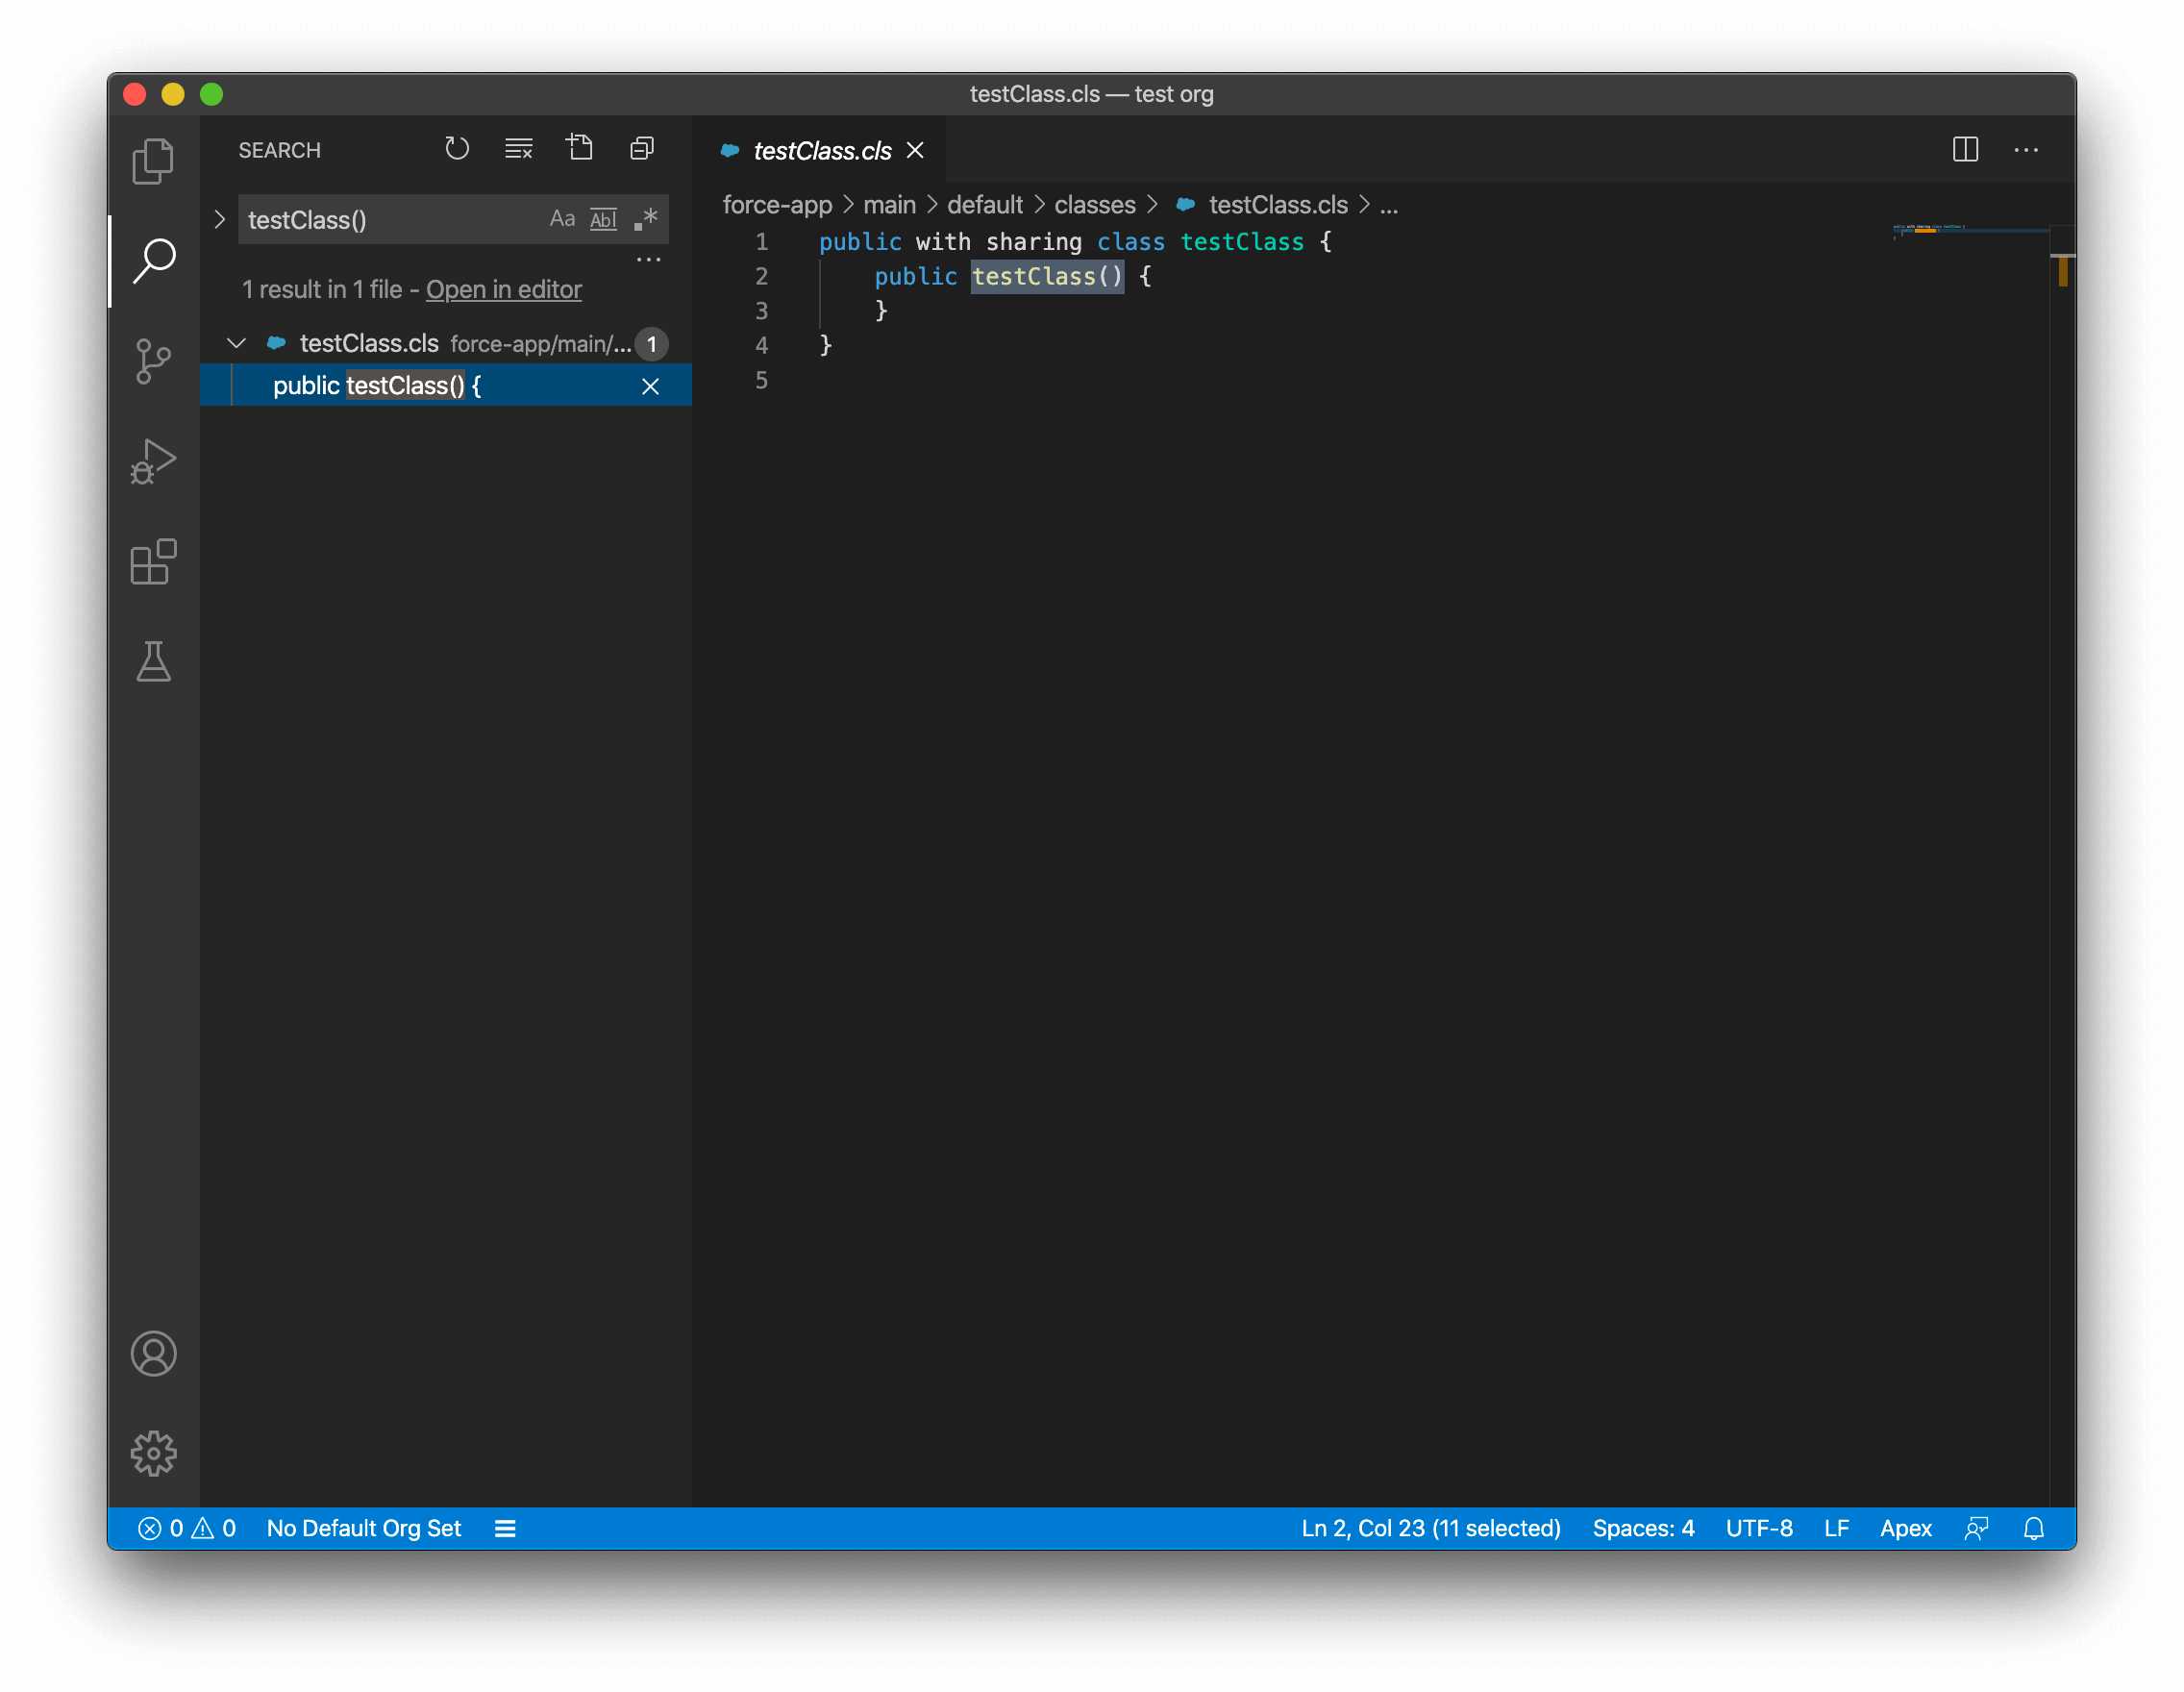 testClass.cls — test org
SEARCH
testClass()
Aa Abl .*
1 result in 1 file - Open in editor
testClass.cls force-app/main/... 1
public testClass() {
testClass.cls
force-app > main > default > classes > testClass.cls > ...
1 public with sharing class testClass {
2 public testClass() {
3 }
4 }
5
0 0 No Default Org Set
Ln 2, Col 23 (11 selected) Spaces: 4 UTF-8 LF Apex